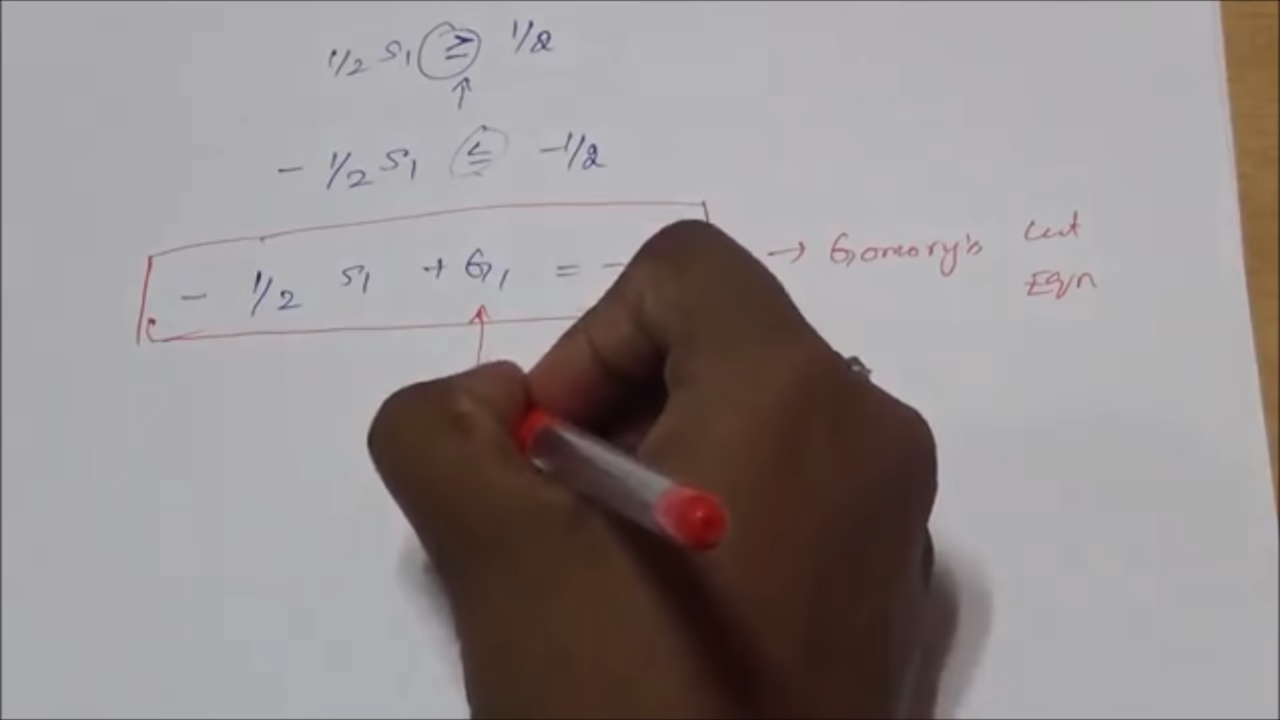 1/2 S1 ≥ 1/2
- 1/2 S1 ≤ -1/2
- 1/2 S1 + G1 = - → Gomory's Cut
Eqn